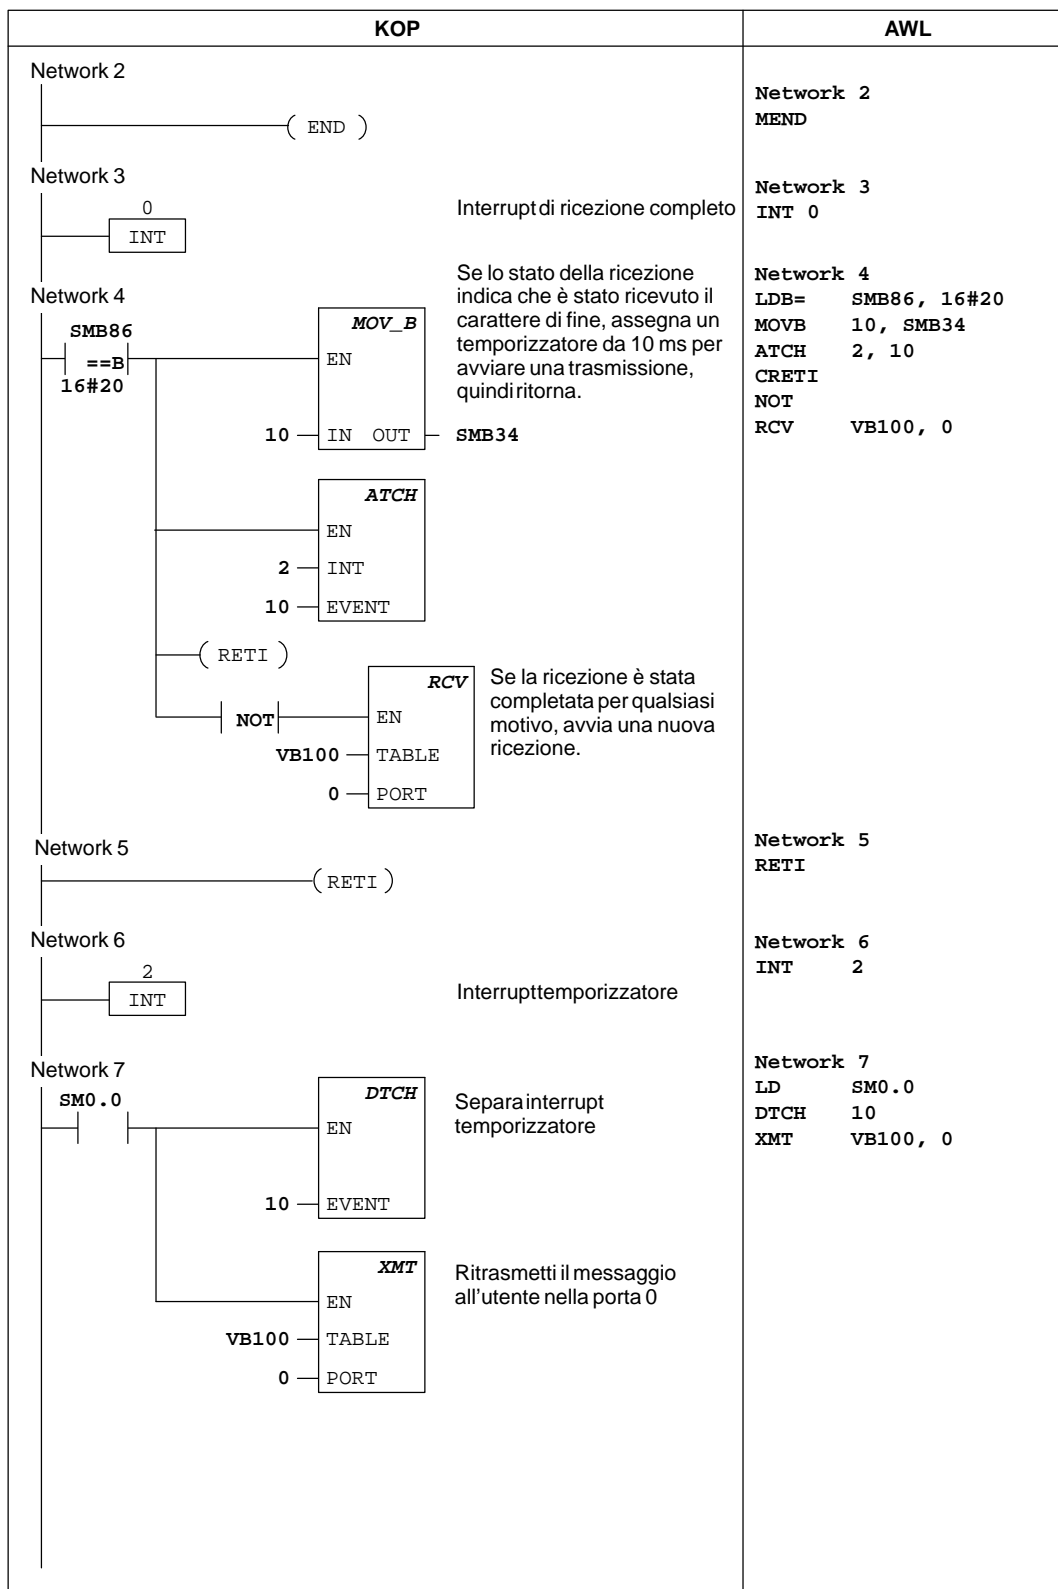 KOP
AWL
Network 2
( END )
Network 2
MEND
Network 3
0
INT
Interrupt di ricezione completo
Network 3
INT 0
Network 4
SMB86
==B
16#20
MOV_B
EN
10
IN OUT
SMB34
Se lo stato della ricezione
indica che è stato ricevuto il
carattere di fine, assegna un
temporizzatore da 10 ms per
avviare una trasmissione,
quindi ritorna.
Network 4
LDB= SMB86, 16#20
MOVB 10, SMB34
ATCH 2, 10
CRETI
NOT
RCV VB100, 0
ATCH
EN
2 INT
10 EVENT
( RETI )
NOT
RCV
EN
VB100 TABLE
0 PORT
Se la ricezione è stata
completata per qualsiasi
motivo, avvia una nuova
ricezione.
Network 5
( RETI )
Network 5
RETI
Network 6
2
INT
Interrupt temporizzatore
Network 6
INT 2
Network 7
SM0.0
DTCH
EN
10 EVENT
Separa interrupt
temporizzatore
Network 7
LD SM0.0
DTCH 10
XMT VB100, 0
XMT
EN
VB100 TABLE
0 PORT
Ritrasmetti il messaggio
all'utente nella porta 0